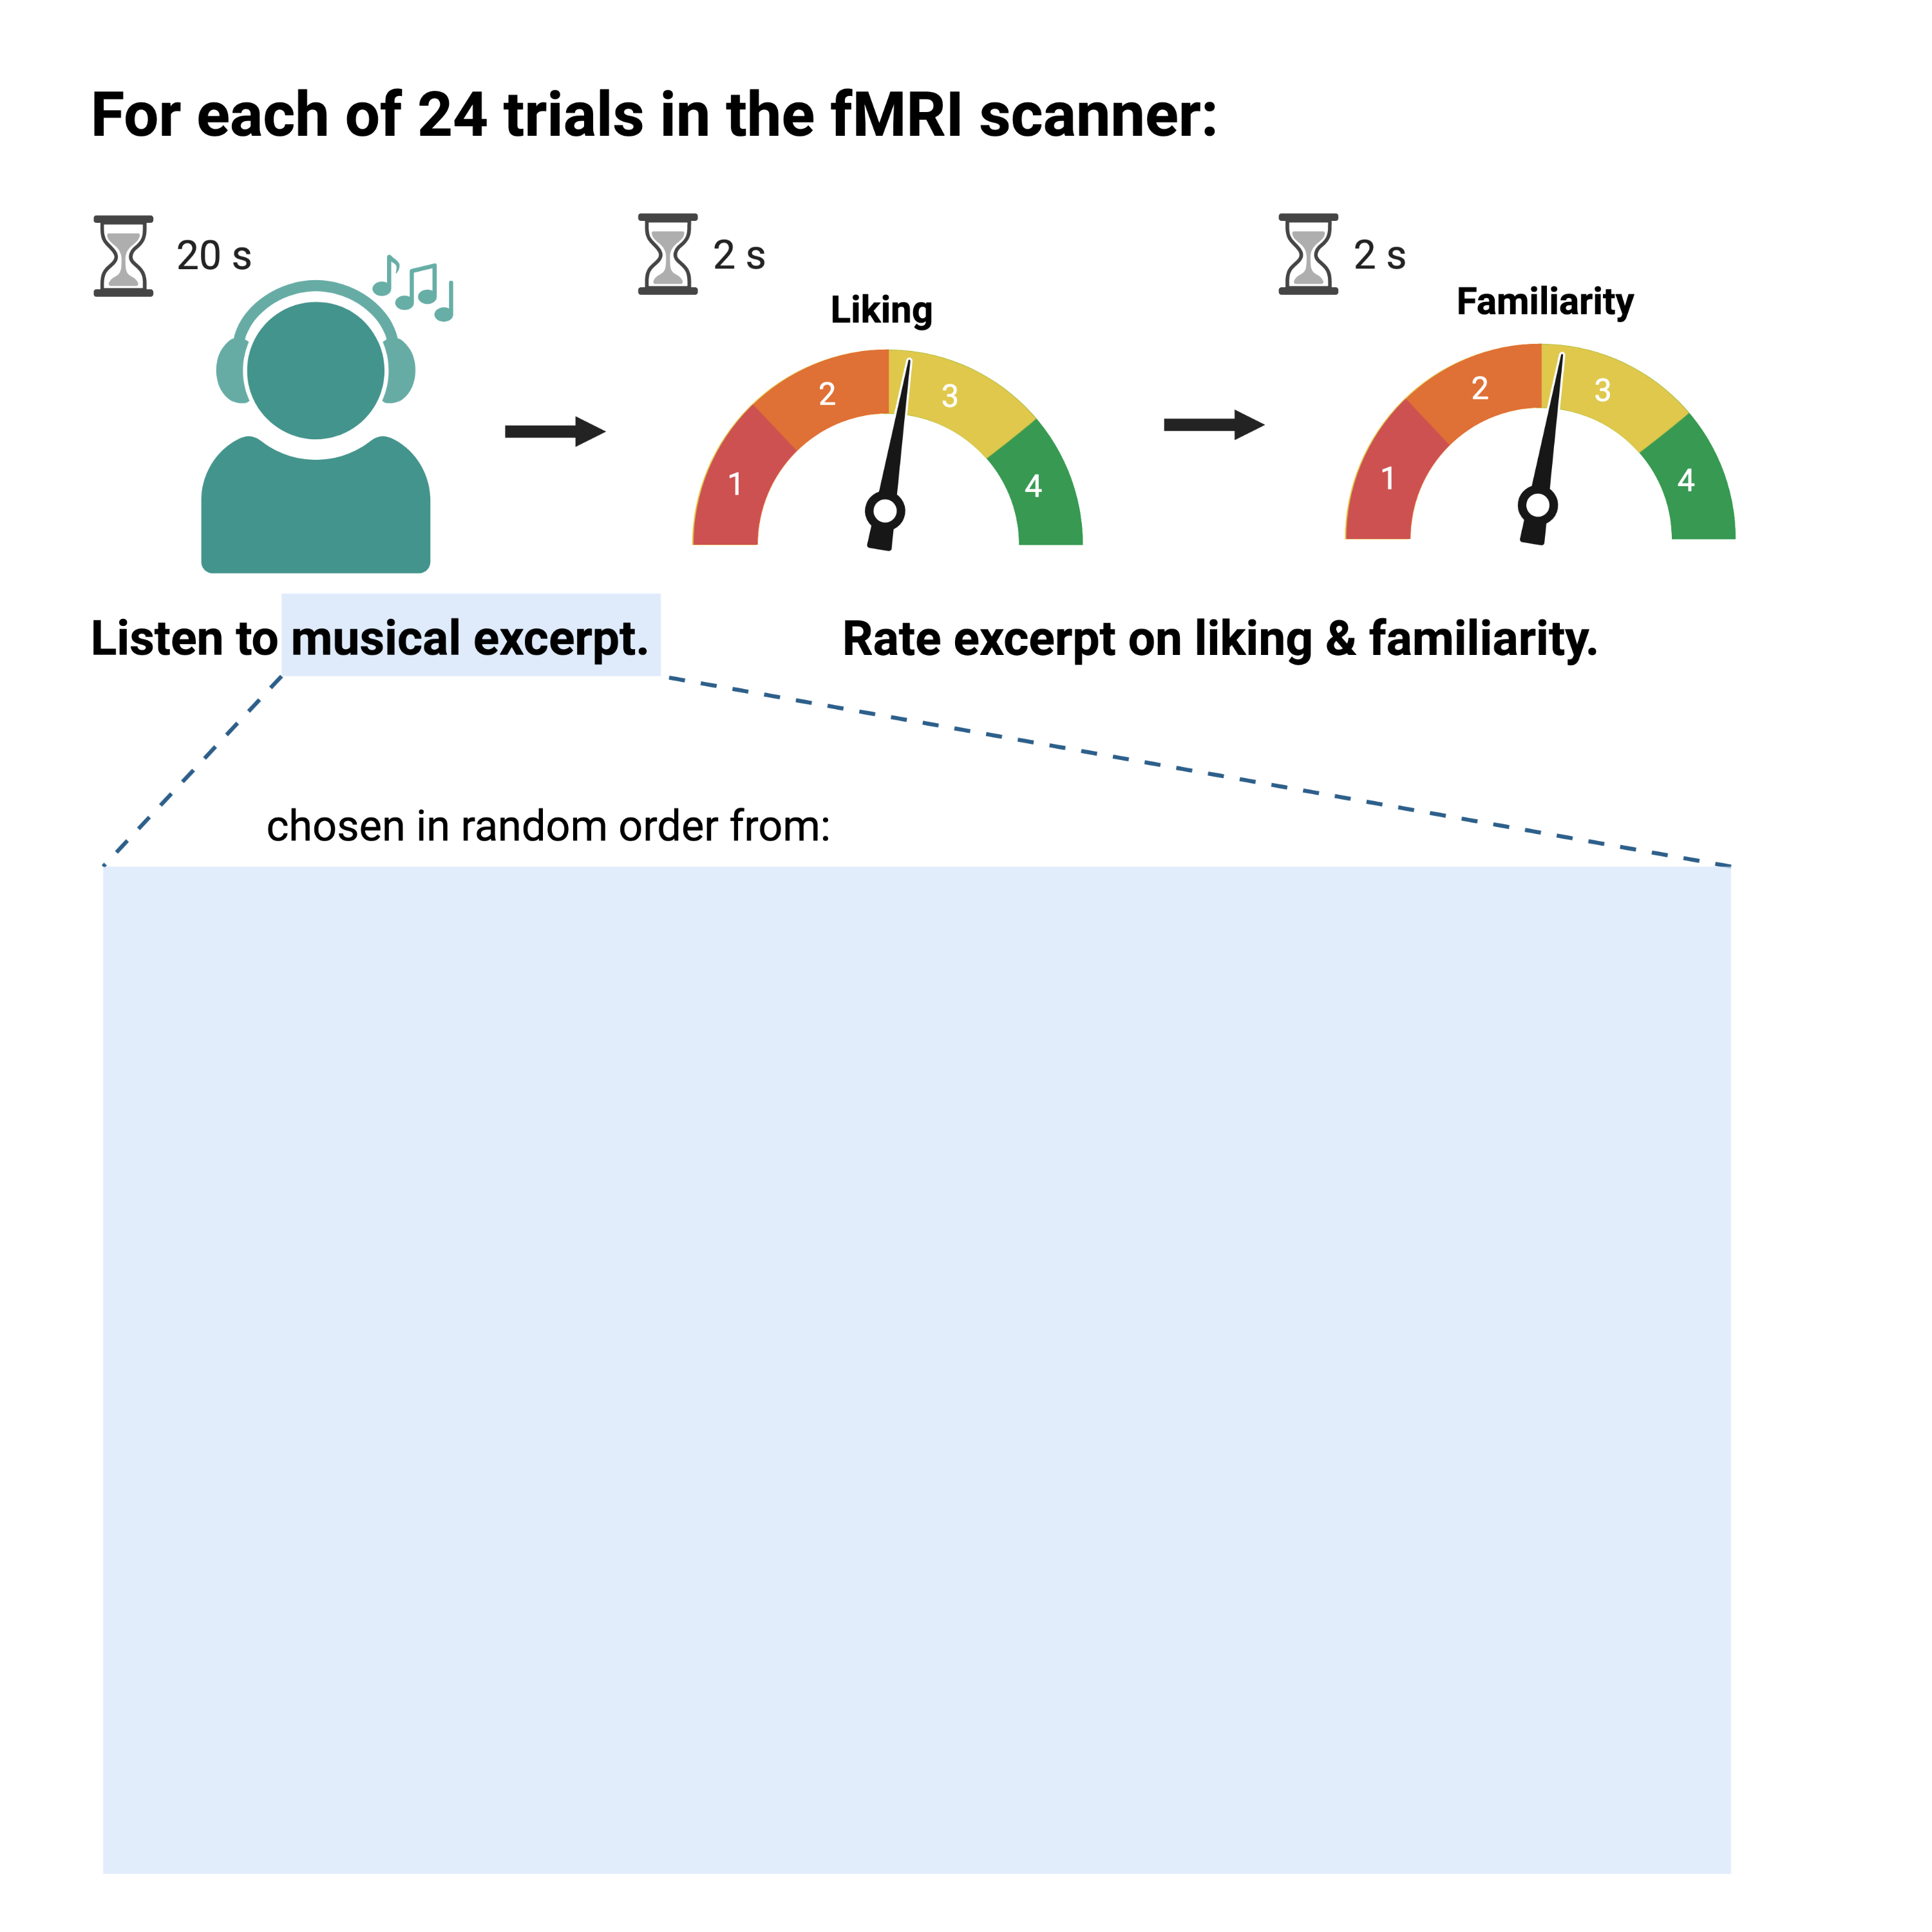 For each of 24 trials in the fMRI scanner:
20 s
2 s
2 s
Liking
Familiarity
1
2
3
4
1
2
3
4
Listen to musical excerpt.
Rate excerpt on liking & familiarity.
chosen in random order from: